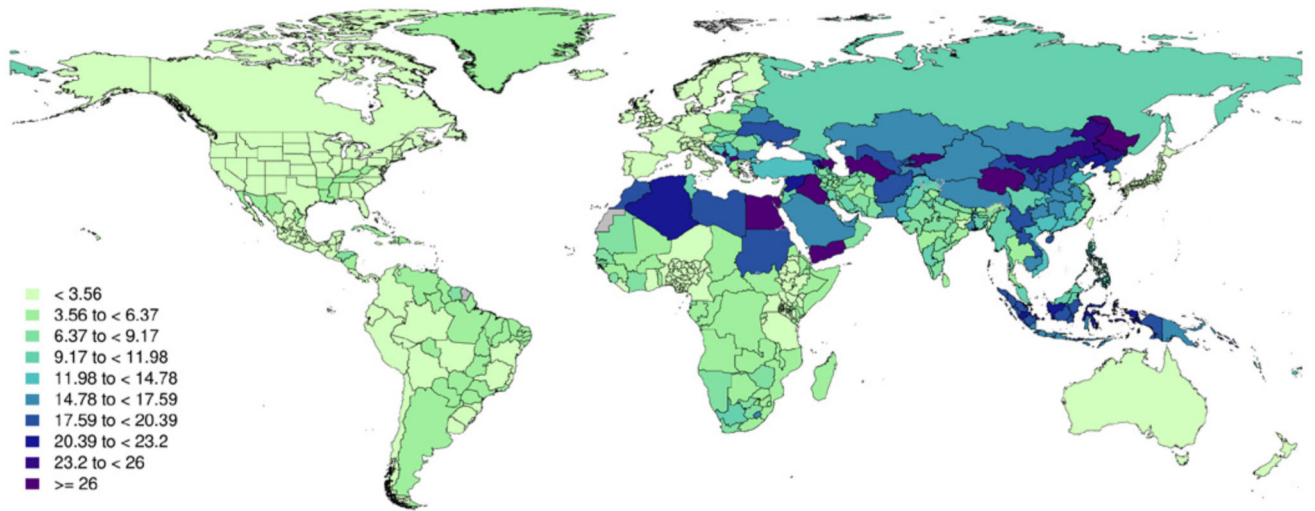 < 3.56
3.56 to < 6.37
6.37 to < 9.17
9.17 to < 11.98
11.98 to < 14.78
14.78 to < 17.59
17.59 to < 20.39
20.39 to < 23.2
23.2 to < 26
>= 26